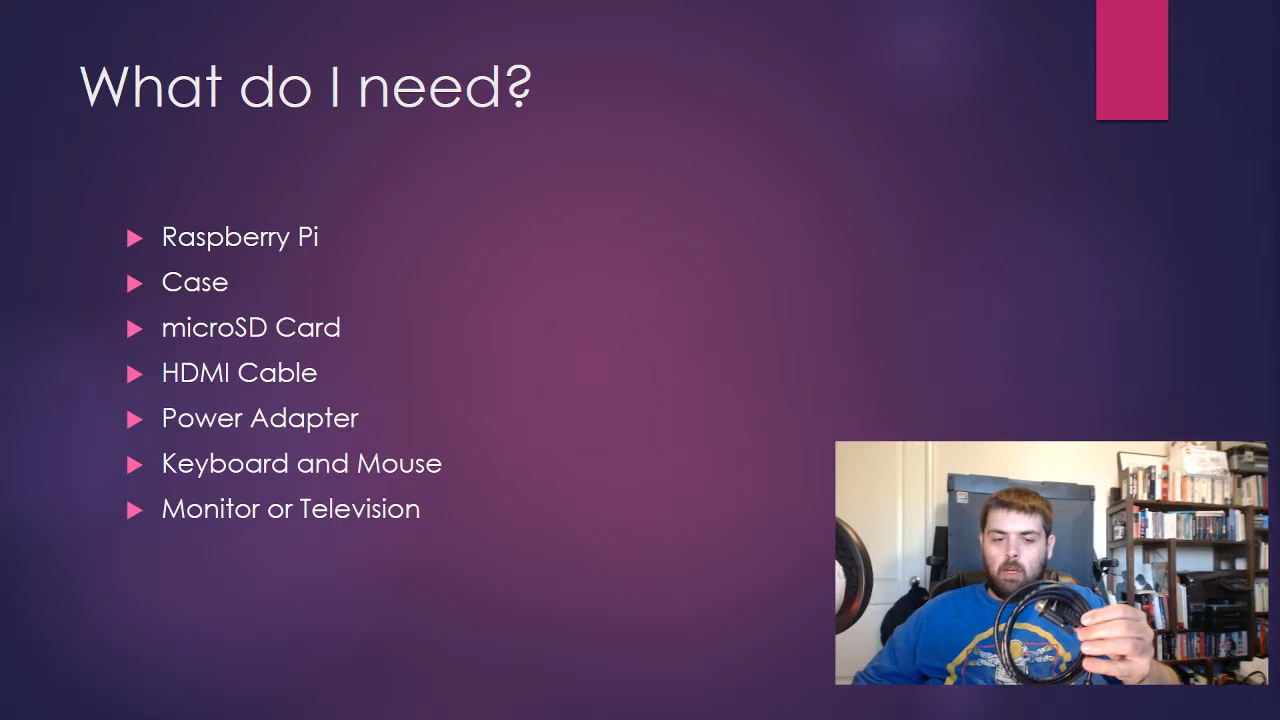 What do I need?
Raspberry Pi
Case
microSD Card
HDMI Cable
Power Adapter
Keyboard and Mouse
Monitor or Television